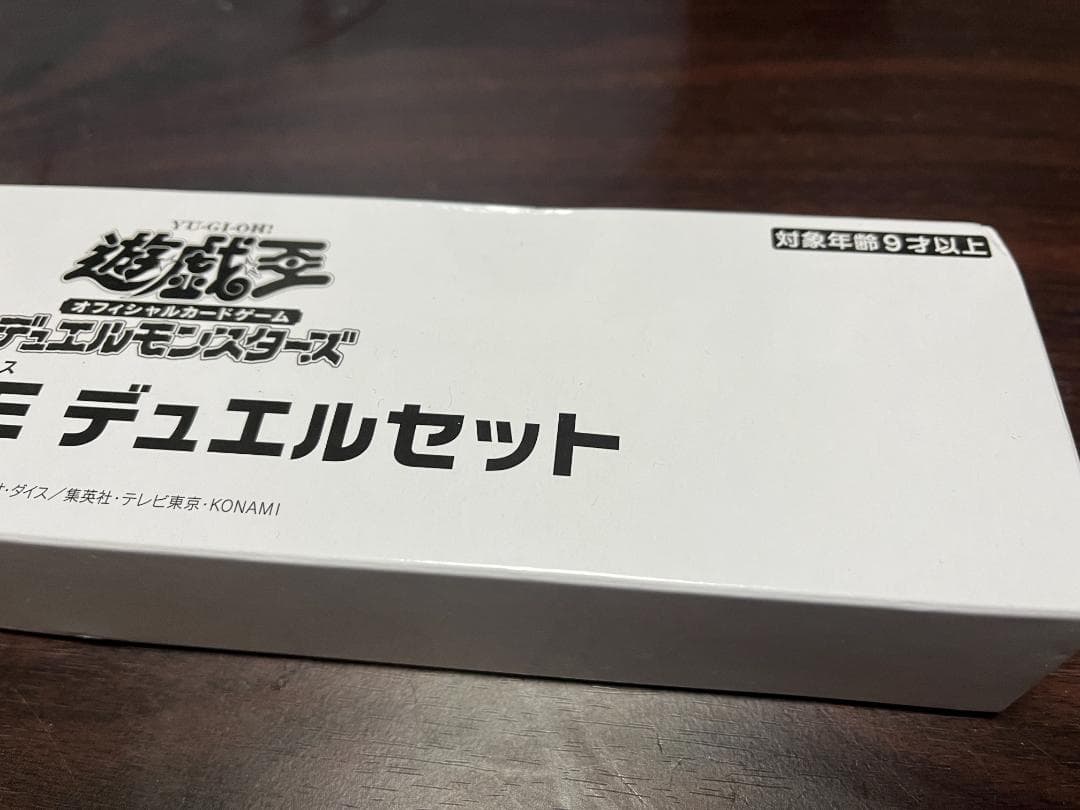 YU-GI-OH!
遊戯王
対象年齢9才以上
オフィシャルカードゲーム
デュエルモンスターズ
ス
E デュエルセット
オ・ダイス／集英社・テレビ東京・KONAMI